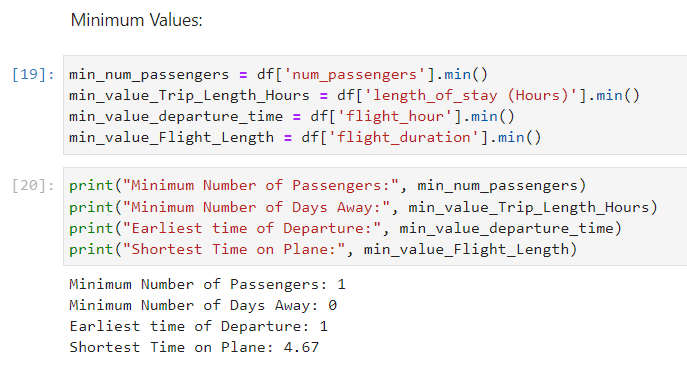 Minimum Values:
[19]: min_num_passengers = df['num_passengers'].min()
min_value_Trip_Length_Hours = df['length_of_stay (Hours)'].min()
min_value_departure_time = df['flight_hour'].min()
min_value_Flight_Length = df['flight_duration'].min()
[20]: print("Minimum Number of Passengers:", min_num_passengers)
print("Minimum Number of Days Away:", min_value_Trip_Length_Hours)
print("Earliest time of Departure:", min_value_departure_time)
print("Shortest Time on Plane:", min_value_Flight_Length)
Minimum Number of Passengers: 1
Minimum Number of Days Away: 0
Earliest time of Departure: 1
Shortest Time on Plane: 4.67